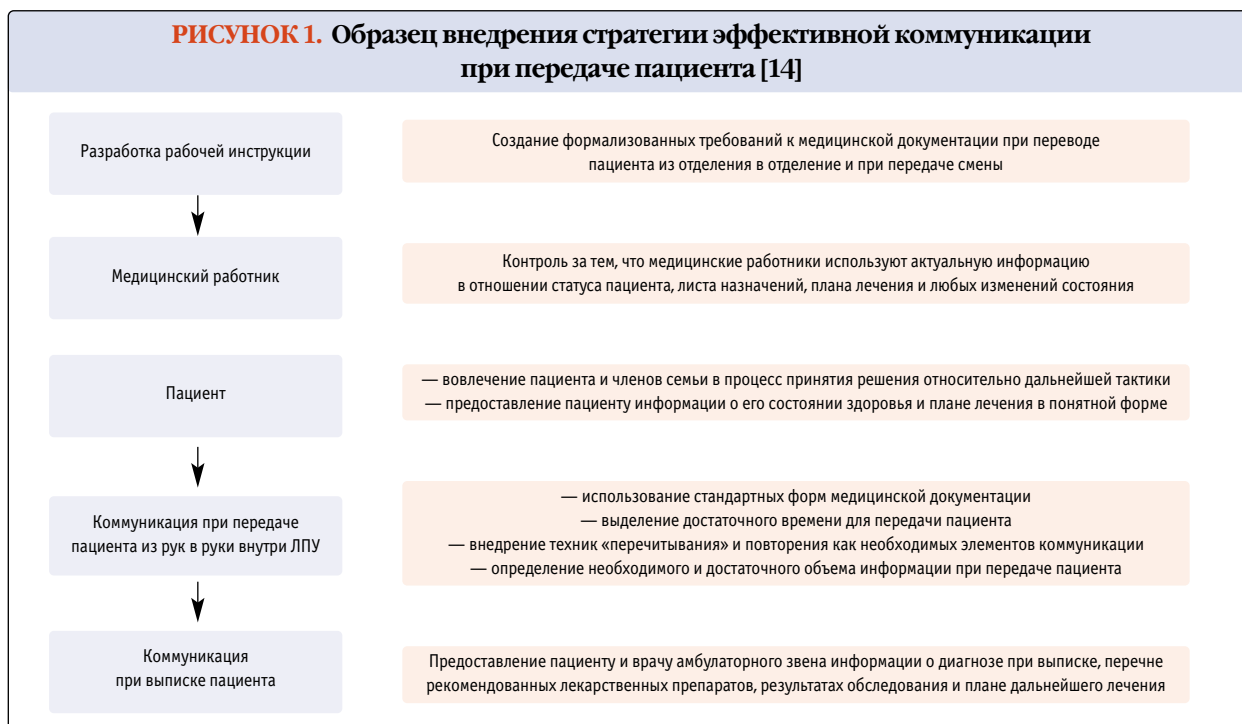 РИСУНОК 1. Образец внедрения стратегии эффективной коммуникации
при передаче пациента [14]
Разработка рабочей инструкции
Создание формализованных требований к медицинской документации при переводе
пациента из отделения в отделение и при передаче смены
Медицинский работник
Контроль за тем, что медицинские работники используют актуальную информацию
в отношении статуса пациента, листа назначений, плана лечения и любых изменений состояния
Пациент
— вовлечение пациента и членов семьи в процесс принятия решения относительно дальнейшей тактики
— предоставление пациенту информации о его состоянии здоровья и плане лечения в понятной форме
Коммуникация при передаче
пациента из рук в руки внутри ЛПУ
— использование стандартных форм медицинской документации
— выделение достаточного времени для передачи пациента
— внедрение техник «перечитывания» и повторения как необходимых элементов коммуникации
— определение необходимого и достаточного объема информации при передаче пациента
Коммуникация
при выписке пациента
Предоставление пациенту и врачу амбулаторного звена информации о диагнозе при выписке, перечне
рекомендованных лекарственных препаратов, результатах обследования и плане дальнейшего лечения